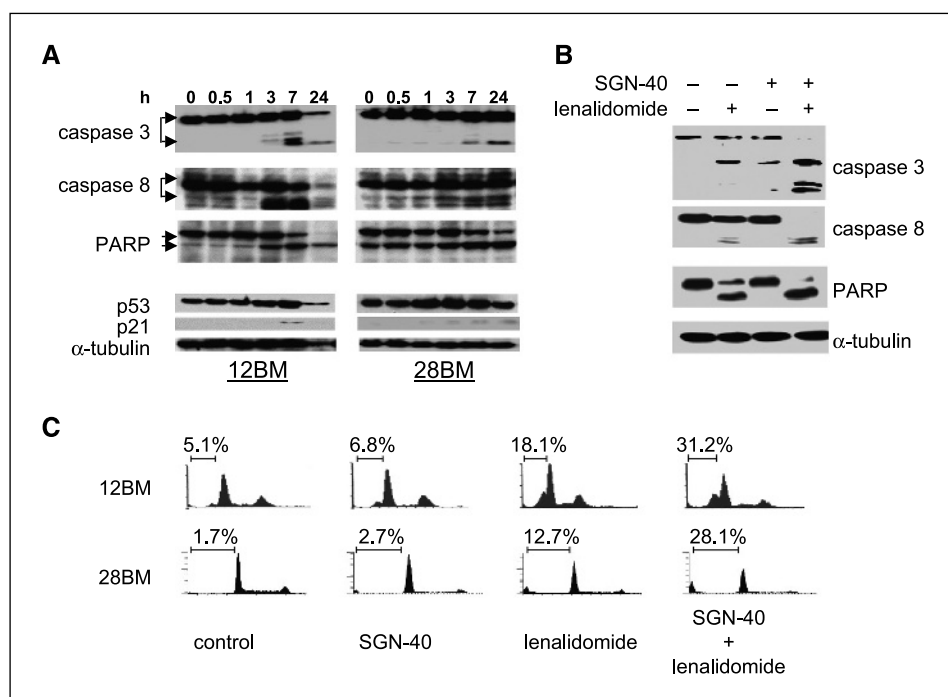 A
h 0 0.5 1 3 7 24 0 0.5 1 3 7 24
caspase 3
caspase 8
PARP
p53
p21
α-tubulin
12BM 28BM
B
SGN-40 – – + +
lenalidomide – + – +
caspase 3
caspase 8
PARP
α-tubulin
C
5.1% 6.8% 18.1% 31.2%
12BM
1.7% 2.7% 12.7% 28.1%
28BM
control SGN-40 lenalidomide SGN-40
+
lenalidomide